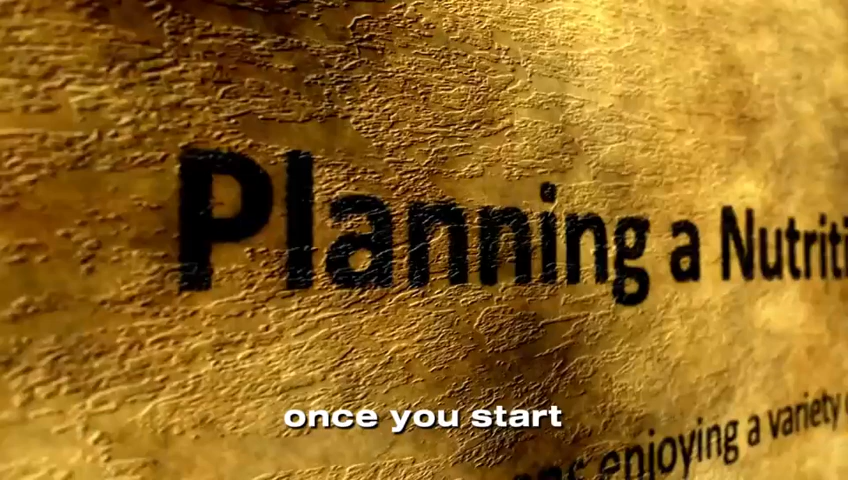 Planning a Nutriti
once you start
enjoying a variety